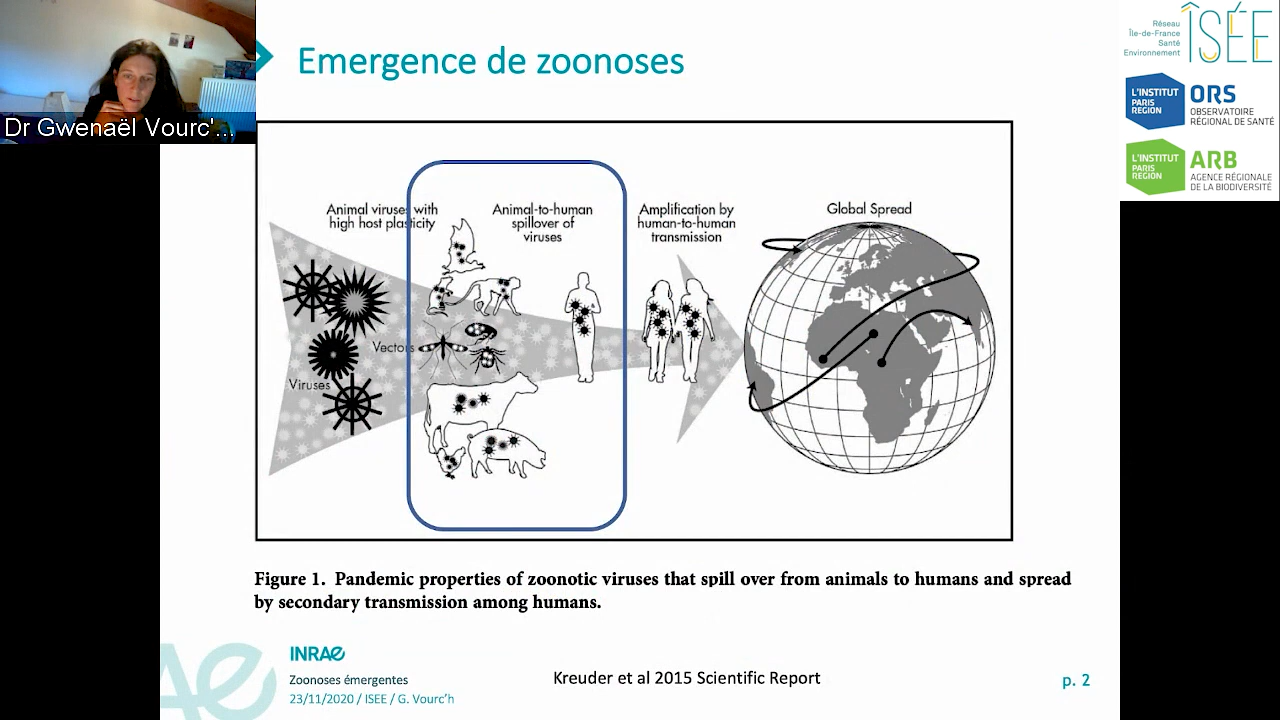 Emergence de zoonoses
Dr Gwenaël Vourc'...
Réseau
Île-de-France
Santé
Environnement
ÎSÉE
L'INSTITUT
PARIS
REGION
ORS
OBSERVATOIRE
RÉGIONAL DE SANTÉ
L'INSTITUT
PARIS
REGION
ARB
AGENCE RÉGIONALE
DE LA BIODIVERSITÉ
Animal viruses with
high host plasticity
Animal-to-human
spillover of
viruses
Amplification by
human-to-human
transmission
Global Spread
Vectors
Viruses
Figure 1. Pandemic properties of zoonotic viruses that spill over from animals to humans and spread
by secondary transmission among humans.
INRAE
Zoonoses émergentes
23/11/2020 / ISEE / G. Vourc'h
Kreuder et al 2015 Scientific Report
p. 2